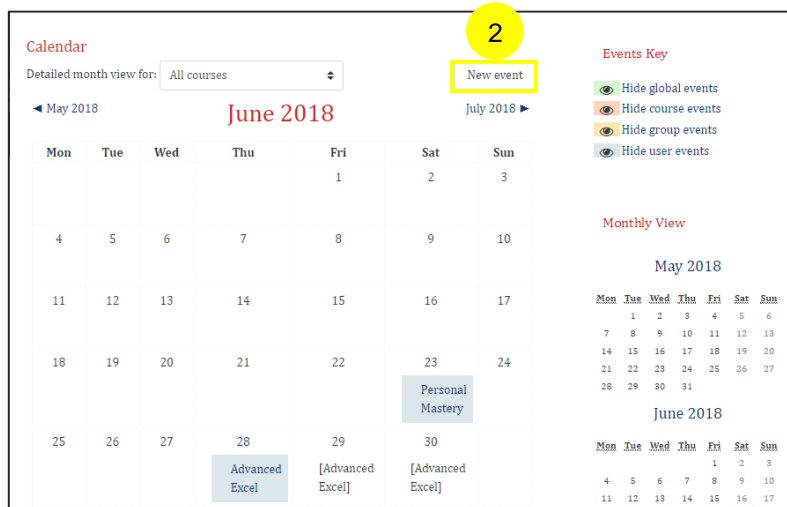 2
Calendar
Detailed month view for: All courses
New event
◄ May 2018
June 2018
July 2018 ►
Mon Tue Wed Thu Fri Sat Sun
1 2 3
4 5 6 7 8 9 10
11 12 13 14 15 16 17
18 19 20 21 22 23 24
Personal
Mastery
25 26 27 28 29 30
Advanced [Advanced [Advanced
Excel Excel] Excel]
Events Key
Hide global events
Hide course events
Hide group events
Hide user events
Monthly View
May 2018
Mon Tue Wed Thu Fri Sat Sun
1 2 3 4 5 6
7 8 9 10 11 12 13
14 15 16 17 18 19 20
21 22 23 24 25 26 27
28 29 30 31
June 2018
Mon Tue Wed Thu Fri Sat Sun
1 2 3
4 5 6 7 8 9 10
11 12 13 14 15 16 17